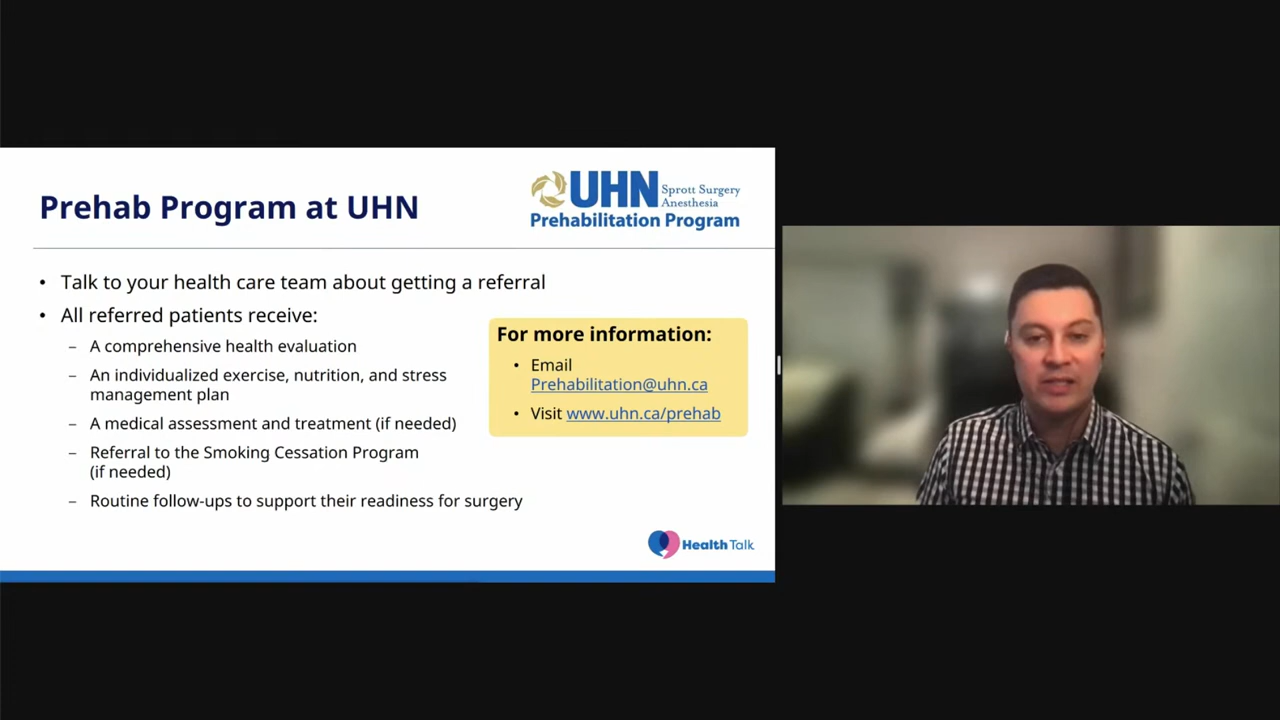 Prehab Program at UHN
UHN Sprott Surgery
Anesthesia
Prehabilitation Program
• Talk to your health care team about getting a referral
• All referred patients receive:
– A comprehensive health evaluation
– An individualized exercise, nutrition, and stress
management plan
– A medical assessment and treatment (if needed)
– Referral to the Smoking Cessation Program
(if needed)
– Routine follow-ups to support their readiness for surgery
For more information:
• Email
Prehabilitation@uhn.ca
• Visit www.uhn.ca/prehab
HealthTalk